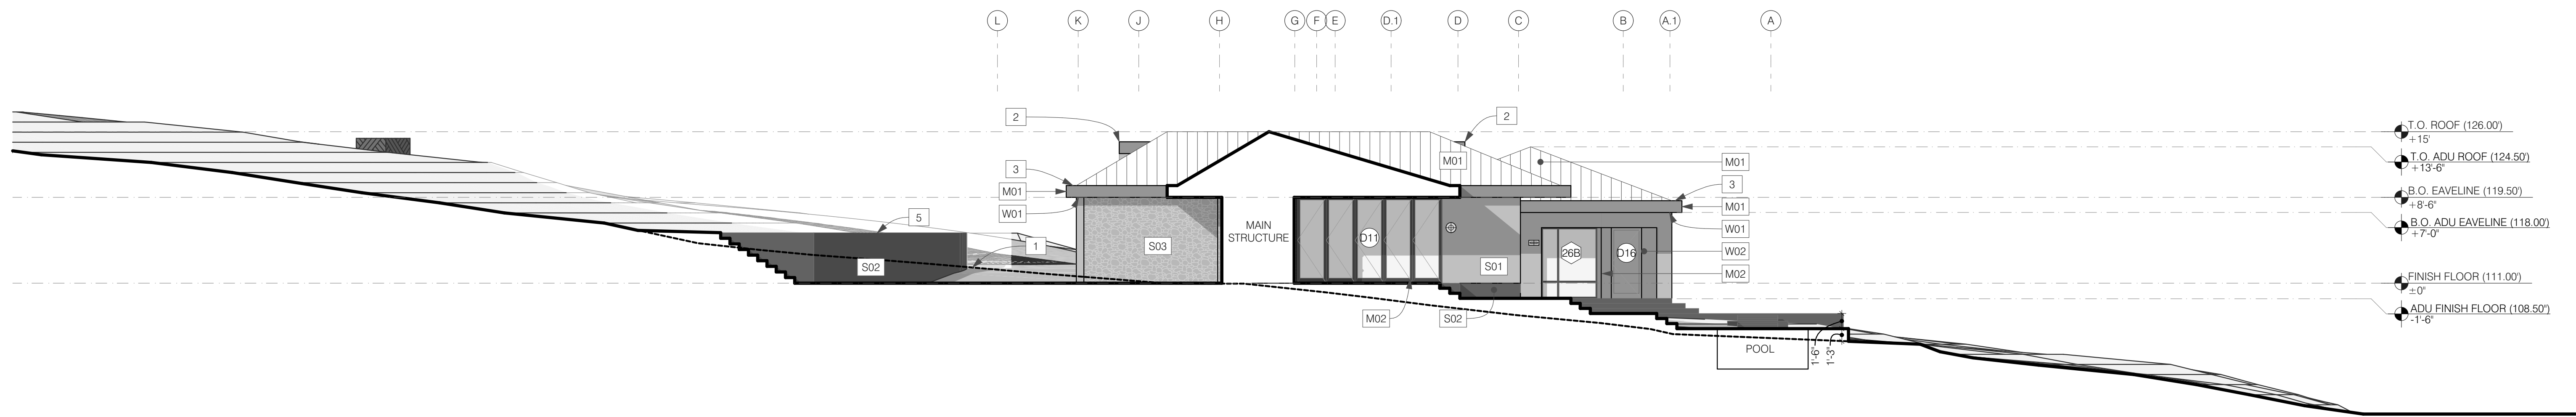 L
K
J
H
G
F
E
D.1
D
C
B
A.1
A
2
2
T.O. ROOF (126.00')
+15'
T.O. ADU ROOF (124.50')
+13'-6"
M01
M01
3
M01
W01
3
M01
B.O. EAVELINE (119.50')
+8'-6"
5
1
S03
MAIN
STRUCTURE
D11
S01
26B
D16
W01
W02
M02
B.O. ADU EAVELINE (118.00')
+7'-0"
S02
FINISH FLOOR (111.00')
±0"
M02
S02
ADU FINISH FLOOR (108.50")
-1'-6"
POOL
1'-6"
1'-3"